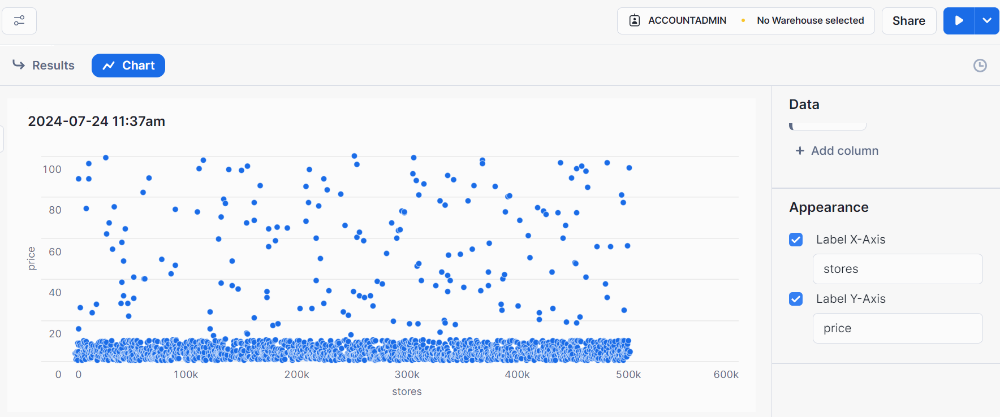 ACCOUNTADMIN • No Warehouse selected
Share
Results
Chart
2024-07-24 11:37am
100
80
60
40
20
0
price
0 100k 200k 300k 400k 500k 600k
stores
Data
+ Add column
Appearance
Label X-Axis
stores
Label Y-Axis
price